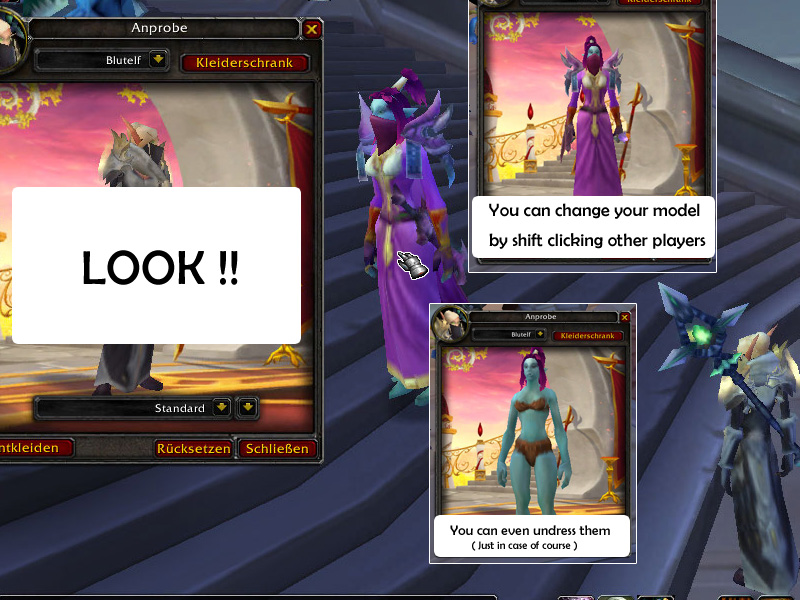 Anprobe
Blutelf
Kleiderschrank
LOOK !!
Standard
ntkleiden
Rücksetzen
Schließen
Kleiderschrank
You can change your model
by shift clicking other players
Anprobe
Blutelf
Kleiderschrank
You can even undress them
( Just in case of course )